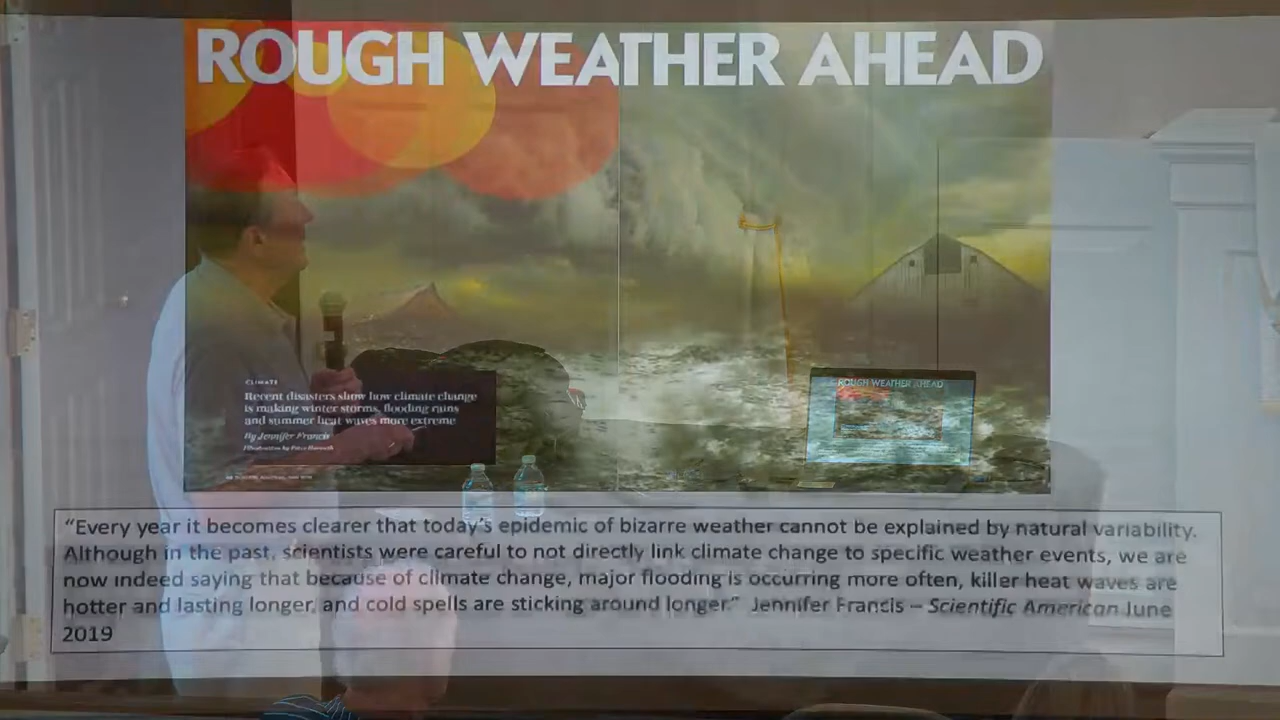 ROUGH WEATHER AHEAD
CLIMATE
Recent disasters show how climate change
is making winter storms, flooding rains
and summer heat waves more extreme
By Jennifer Francis
ROUGH WEATHER AHEAD
“Every year it becomes clearer that today’s epidemic of bizarre weather cannot be explained by natural variability.
Although in the past, scientists were careful to not directly link climate change to specific weather events, we are
now indeed saying that because of climate change, major flooding is occurring more often, killer heat waves are
hotter and lasting longer, and cold spells are sticking around longer.” Jennifer Francis – Scientific American June
2019